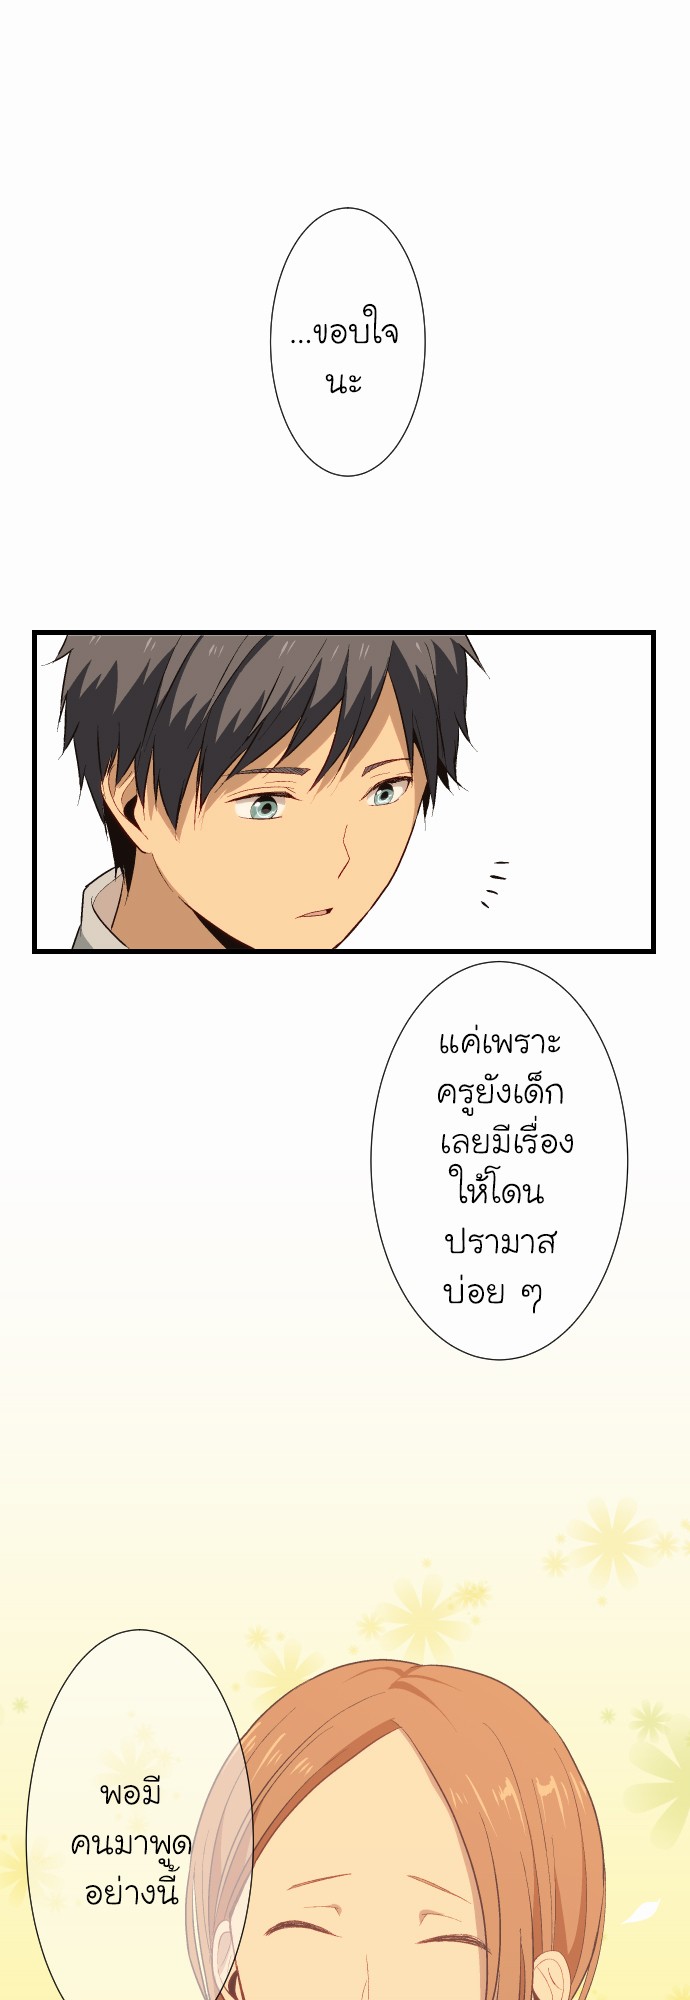 ...ขอบใจ
นะ
แค่เพราะ
ครูยังเด็ก
เลยมีเรื่อง
ให้โดน
ปรามาส
บ่อย ๆ
พอมี
คนมาพูด
อย่างนี้